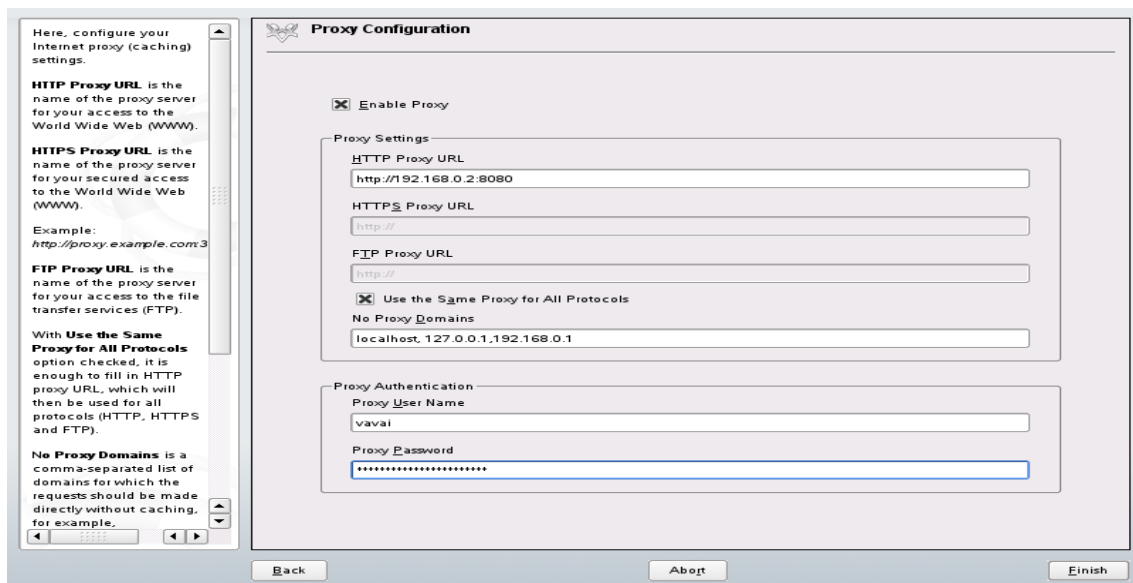 Here, configure your
Internet proxy (caching)
settings.
HTTP Proxy URL is the
name of the proxy server
for your access to the
World Wide Web (WWW).
HTTPS Proxy URL is the
name of the proxy server
for your secured access
to the World Wide Web
(WWW).
Example:
http://proxy.example.com:3
FTP Proxy URL is the
name of the proxy server
for your access to the file
transfer services (FTP).
With Use the Same
Proxy for All Protocols
option checked, it is
enough to fill in HTTP
proxy URL, which will
then be used for all
protocols (HTTP, HTTPS
and FTP).
No Proxy Domains is a
comma-separated list of
domains for which the
requests should be made
directly without caching,
for example,
Proxy Configuration
Enable Proxy
Proxy Settings
HTTP Proxy URL
http://192.168.0.2:8080
HTTPS Proxy URL
http://
FTP Proxy URL
http://
Use the Same Proxy for All Protocols
No Proxy Domains
localhost, 127.0.0.1,192.168.0.1
Proxy Authentication
Proxy User Name
vavai
Proxy Password
***********************
Back
Abort
Finish